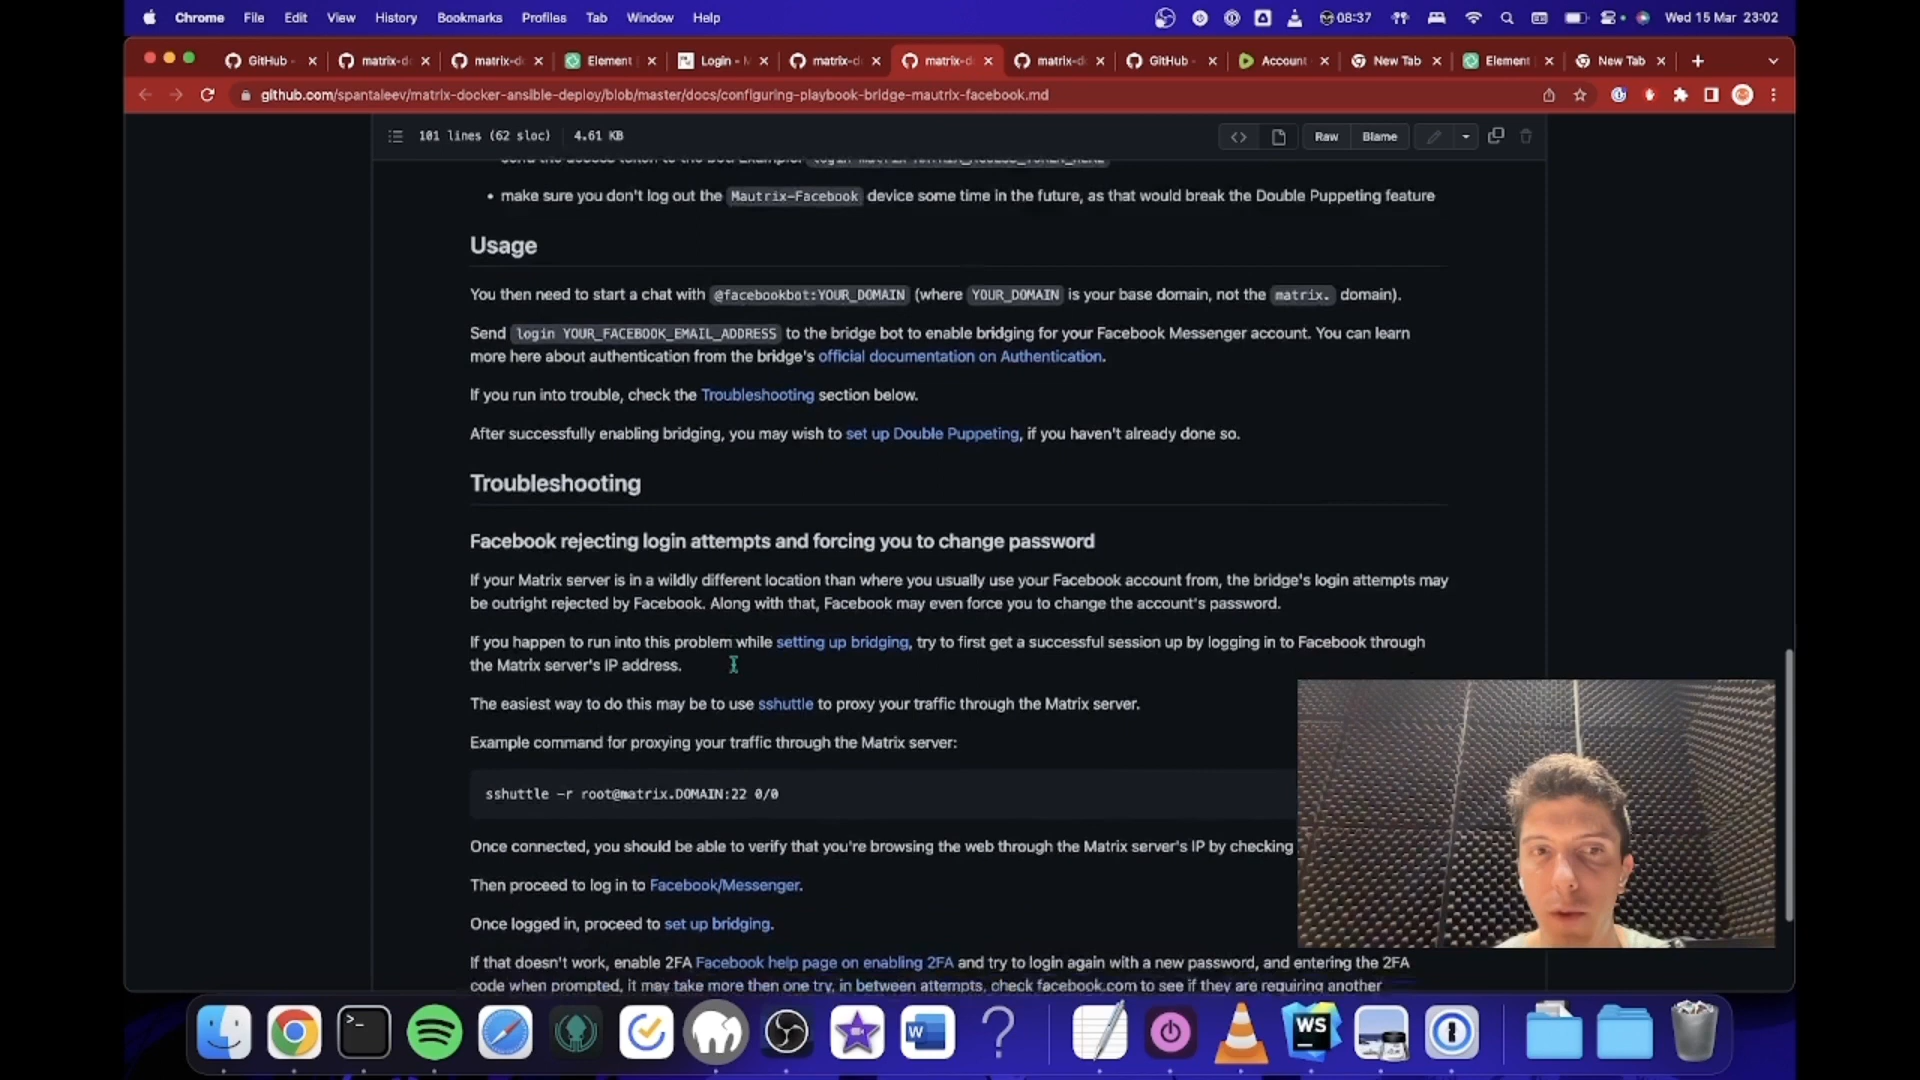 Chrome File Edit View History Bookmarks Profiles Tab Window Help 08:37 Wed 15 Mar 23:02
GitHub - matrix-d matrix-d Element Login - matrix-d matrix-d matrix-d GitHub - Account New Tab Element New Tab
github.com/spantaleev/matrix-docker-ansible-deploy/blob/master/docs/configuring-playbook-bridge-mautrix-facebook.md
101 lines (62 sloc) 4.61 KB Raw Blame
send the access token to the bot. Example: login-matrix MATRIX_ACCESS_TOKEN_HERE
• make sure you don't log out the Mautrix-Facebook device some time in the future, as that would break the Double Puppeting feature
Usage
You then need to start a chat with @facebookbot:YOUR_DOMAIN (where YOUR_DOMAIN is your base domain, not the matrix. domain).
Send login YOUR_FACEBOOK_EMAIL_ADDRESS to the bridge bot to enable bridging for your Facebook Messenger account. You can learn
more here about authentication from the bridge's official documentation on Authentication.
If you run into trouble, check the Troubleshooting section below.
After successfully enabling bridging, you may wish to set up Double Puppeting, if you haven't already done so.
Troubleshooting
Facebook rejecting login attempts and forcing you to change password
If your Matrix server is in a wildly different location than where you usually use your Facebook account from, the bridge's login attempts may
be outright rejected by Facebook. Along with that, Facebook may even force you to change the account's password.
If you happen to run into this problem while setting up bridging, try to first get a successful session up by logging in to Facebook through
the Matrix server's IP address.
The easiest way to do this may be to use sshuttle to proxy your traffic through the Matrix server.
Example command for proxying your traffic through the Matrix server:
sshuttle -r root@matrix.DOMAIN:22 0/0
Once connected, you should be able to verify that you're browsing the web through the Matrix server's IP by checking
Then proceed to log in to Facebook/Messenger.
Once logged in, proceed to set up bridging.
If that doesn't work, enable 2FA Facebook help page on enabling 2FA and try to login again with a new password, and entering the 2FA
code when prompted, it may take more then one try, in between attempts, check facebook.com to see if they are requiring another
W WS